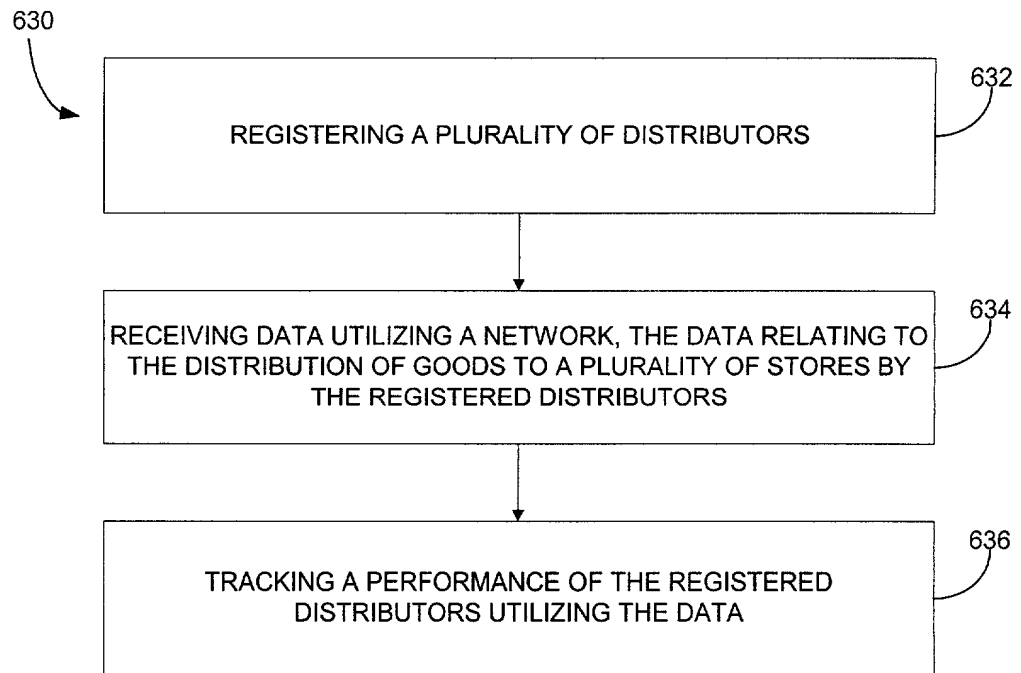 630
632
REGISTERING A PLURALITY OF DISTRIBUTORS
634
RECEIVING DATA UTILIZING A NETWORK, THE DATA RELATING TO
THE DISTRIBUTION OF GOODS TO A PLURALITY OF STORES BY
THE REGISTERED DISTRIBUTORS
636
TRACKING A PERFORMANCE OF THE REGISTERED
DISTRIBUTORS UTILIZING THE DATA